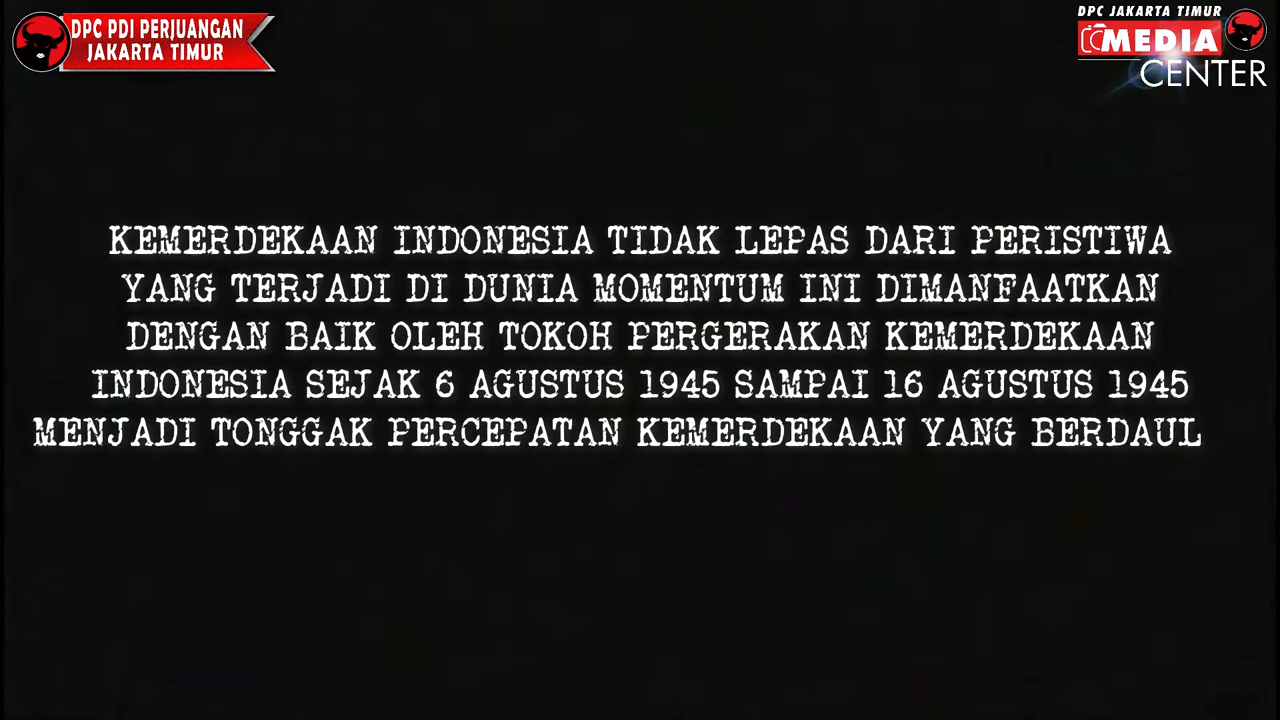 DPC PDI PERJUANGAN
JAKARTA TIMUR
DPC JAKARTA TIMUR
MEDIA
CENTER
KEMERDEKAAN INDONESIA TIDAK LEPAS DARI PERISTIWA
YANG TERJADI DI DUNIA MOMENTUM INI DIMANFAATKAN
DENGAN BAIK OLEH TOKOH PERGERAKAN KEMERDEKAAN
INDONESIA SEJAK 6 AGUSTUS 1945 SAMPAI 16 AGUSTUS 1945
MENJADI TONGGAK PERCEPATAN KEMERDEKAAN YANG BERDAUL